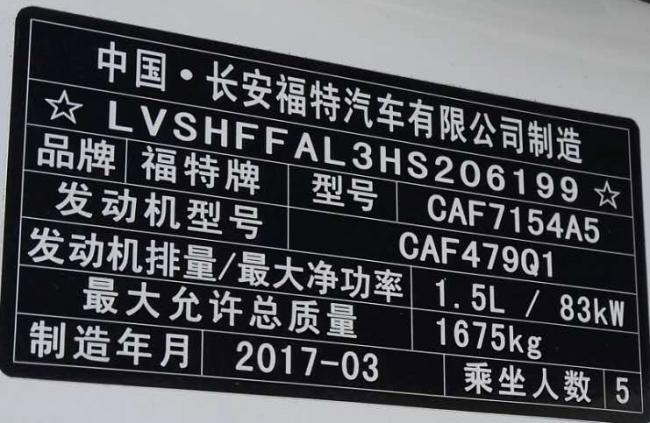 中国·长安福特汽车有限公司制造
☆LVSHFFAL3HS206199☆
品牌 福特牌 型号 CAF7154A5
发动机型号 CAF479Q1
发动机排量/最大净功率 1.5L / 83kW
最大允许总质量 1675kg
制造年月 2017-03 乘坐人数 5